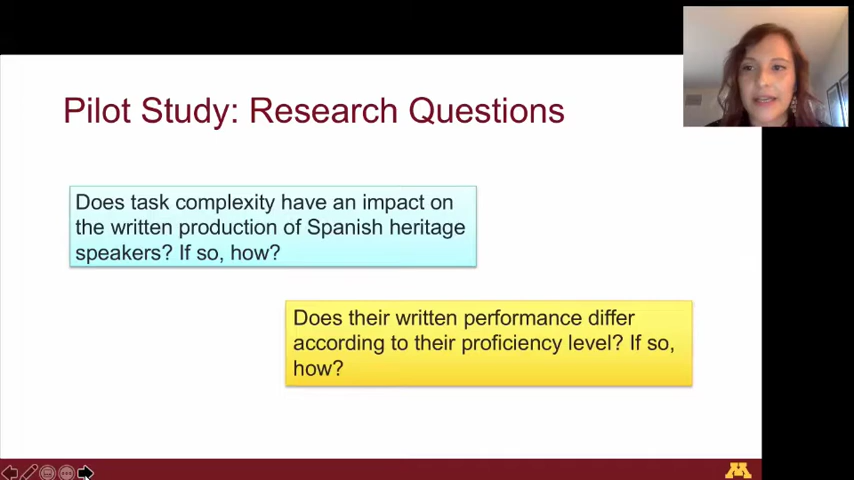 Pilot Study: Research Questions
Does task complexity have an impact on
the written production of Spanish heritage
speakers? If so, how?
Does their written performance differ
according to their proficiency level? If so,
how?
M